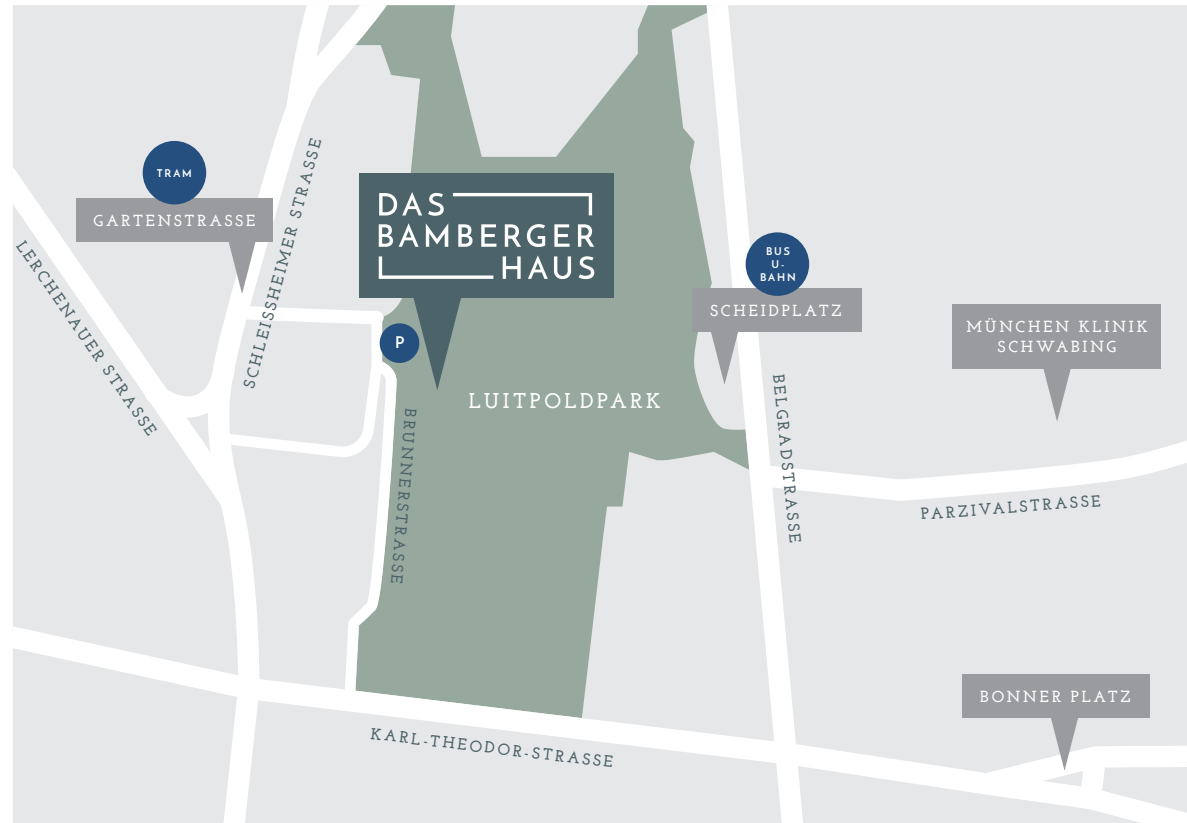 TRAM
GARTENSTRASSE
SCHLEISSHEIMER STRASSE
LERCHENAUER STRASSE
DAS
BAMBERGER
HAUS
P
LUITPOLDPARK
BRUNNERSTRASSE
BUS
U-
BAHN
SCHEIDPLATZ
MÜNCHEN KLINIK
SCHWABING
BELGRADSTRASSE
PARZIVALSTRASSE
BONNER PLATZ
KARL-THEODOR-STRASSE